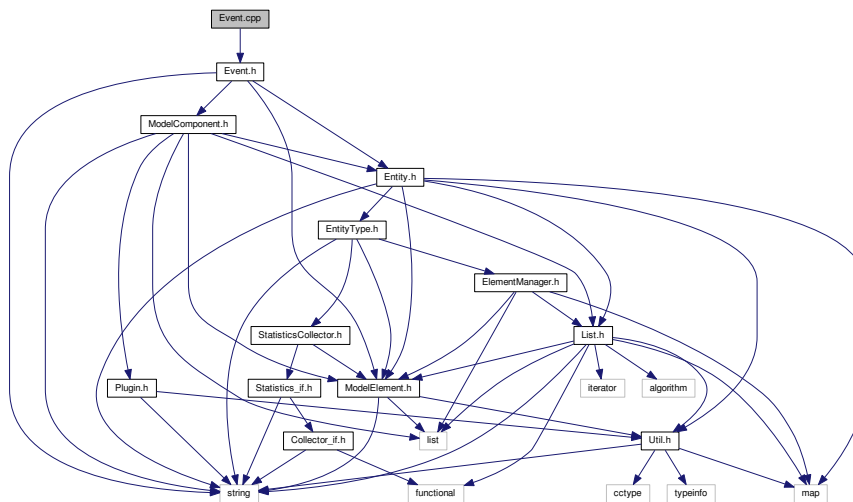 Event.cpp
Event.h
ModelComponent.h
Entity.h
EntityType.h
ElementManager.h
StatisticsCollector.h
List.h
Plugin.h
Statistics_if.h
ModelElement.h
iterator
algorithm
Collector_if.h
list
Util.h
string
functional
cctype
typeinfo
map